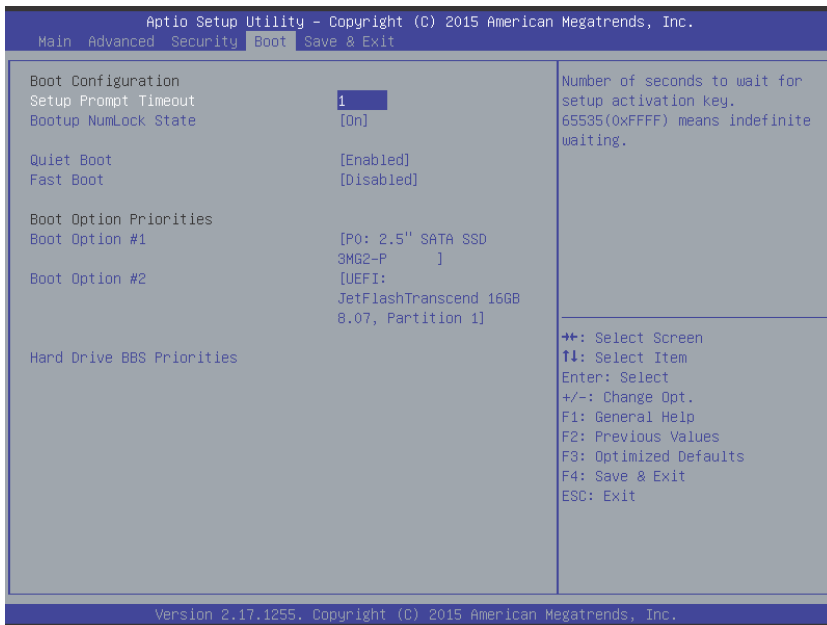 Aptio Setup Utility – Copyright (C) 2015 American Megatrends, Inc.
Main Advanced Security Boot Save & Exit
Boot Configuration
Setup Prompt Timeout 1
Bootup NumLock State [On]
Quiet Boot [Enabled]
Fast Boot [Disabled]
Boot Option Priorities
Boot Option #1 [P0: 2.5" SATA SSD
3MG2-P ]
Boot Option #2 [UEFI:
JetFlashTranscend 16GB
8.07, Partition 1]
Hard Drive BBS Priorities
Number of seconds to wait for
setup activation key.
65535(0xFFFF) means indefinite
waiting.
→←: Select Screen
↑↓: Select Item
Enter: Select
+/-: Change Opt.
F1: General Help
F2: Previous Values
F3: Optimized Defaults
F4: Save & Exit
ESC: Exit
Version 2.17.1255. Copyright (C) 2015 American Megatrends, Inc.